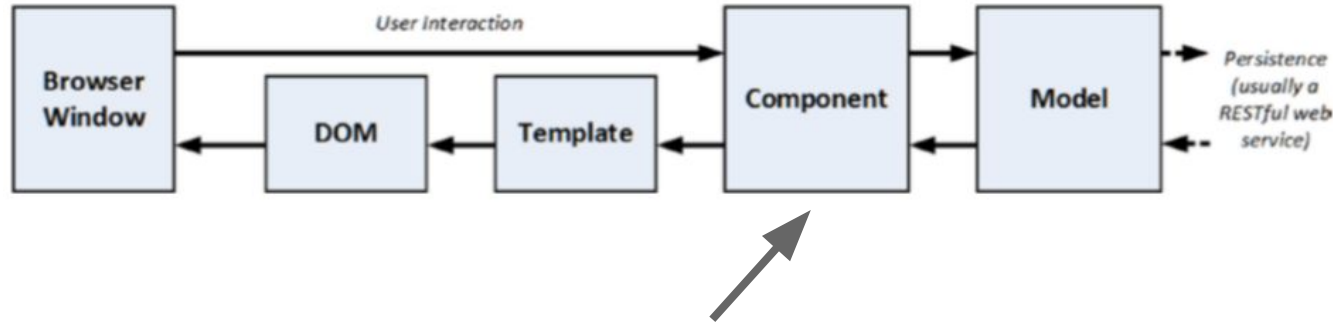 User Interaction
Browser
Window
DOM
Template
Component
Model
Persistence
(usually a
RESTful web
service)